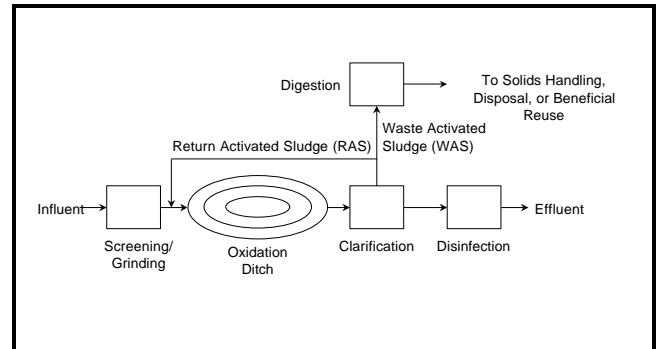 Digestion
To Solids Handling,
Disposal, or Beneficial
Reuse
Return Activated Sludge (RAS)
Waste Activated
Sludge (WAS)
Influent
Effluent
Screening/
Grinding
Oxidation
Ditch
Clarification
Disinfection